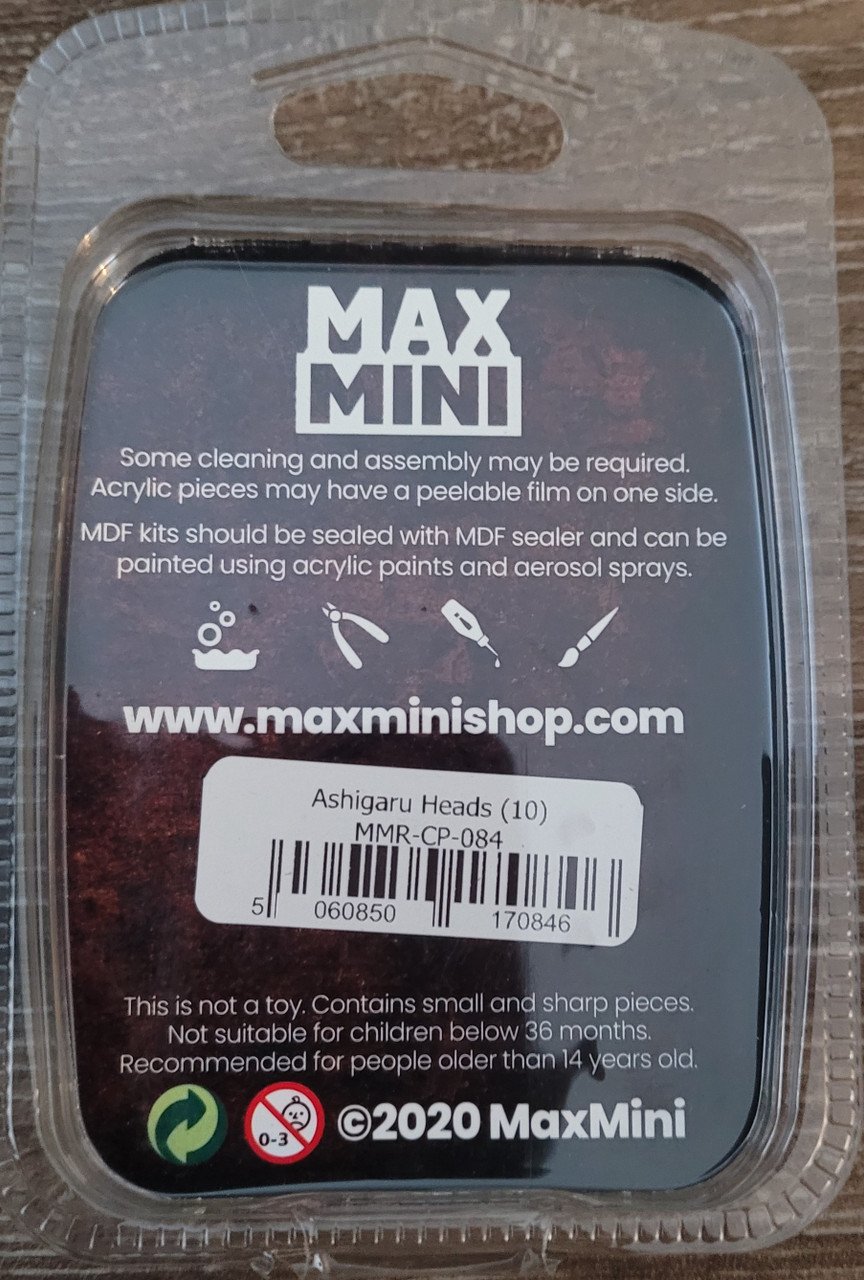 MAX
MINI
Some cleaning and assembly may be required.
Acrylic pieces may have a peelable film on one side.
MDF kits should be sealed with MDF sealer and can be
painted using acrylic paints and aerosol sprays.
www.maxminishop.com
Ashigaru Heads (10)
MMR-CP-084
5 060850 170846
This is not a toy. Contains small and sharp pieces.
Not suitable for children below 36 months.
Recommended for people older than 14 years old.
0-3 ©2020 MaxMini